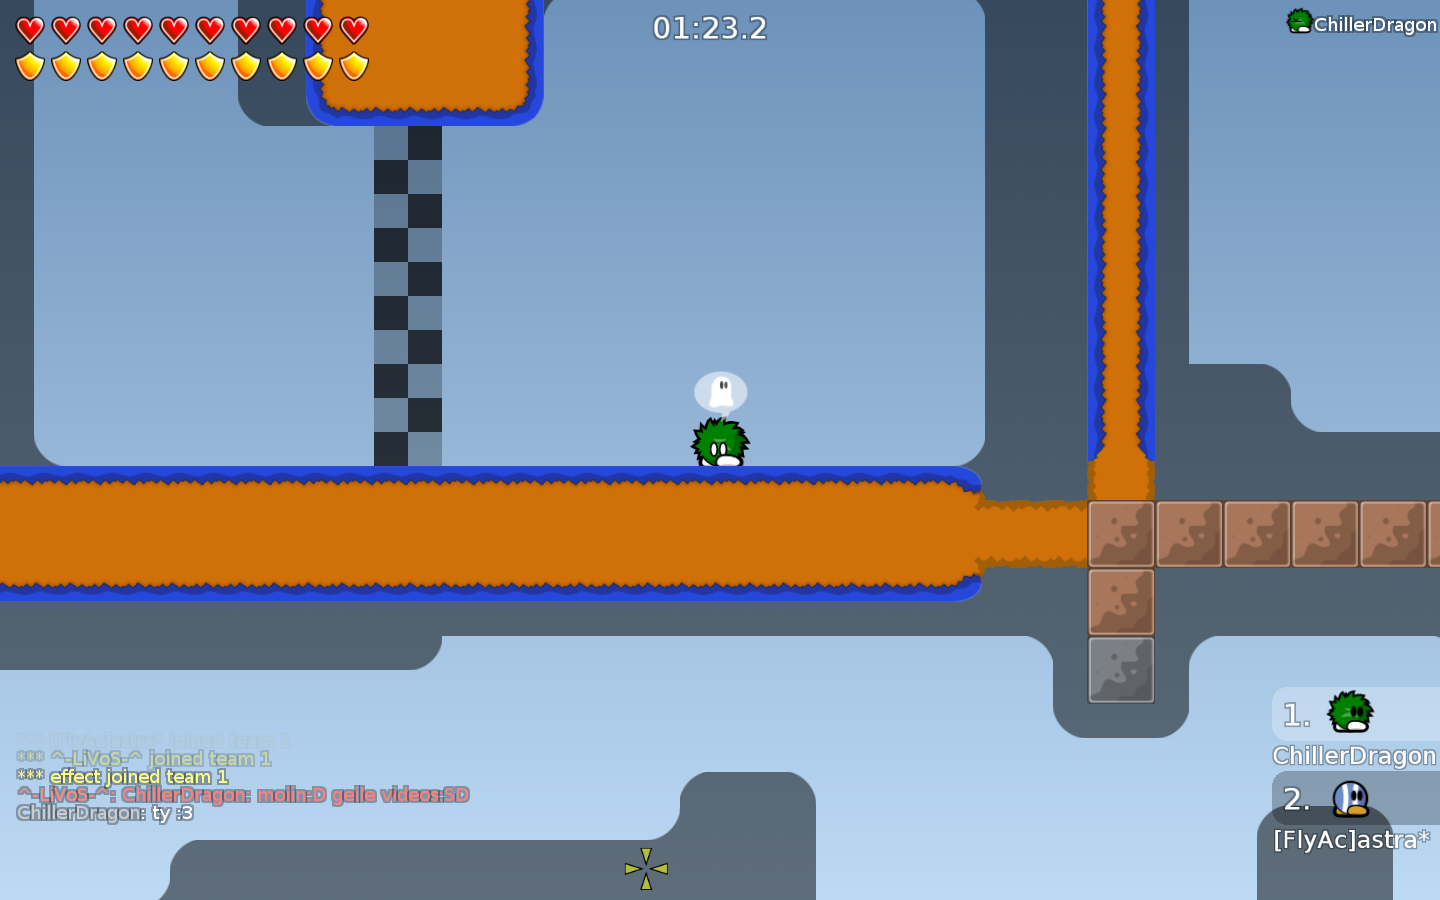 01:23.2
ChillerDragon
*** ^-LiVoS-^ joined team 1
*** effect joined team 1
^-LiVoS-^: ChillerDragon: moiin:D geile videos:SD
ChillerDragon: ty :3
1.
ChillerDragon
2.
[FlyAc]astra*